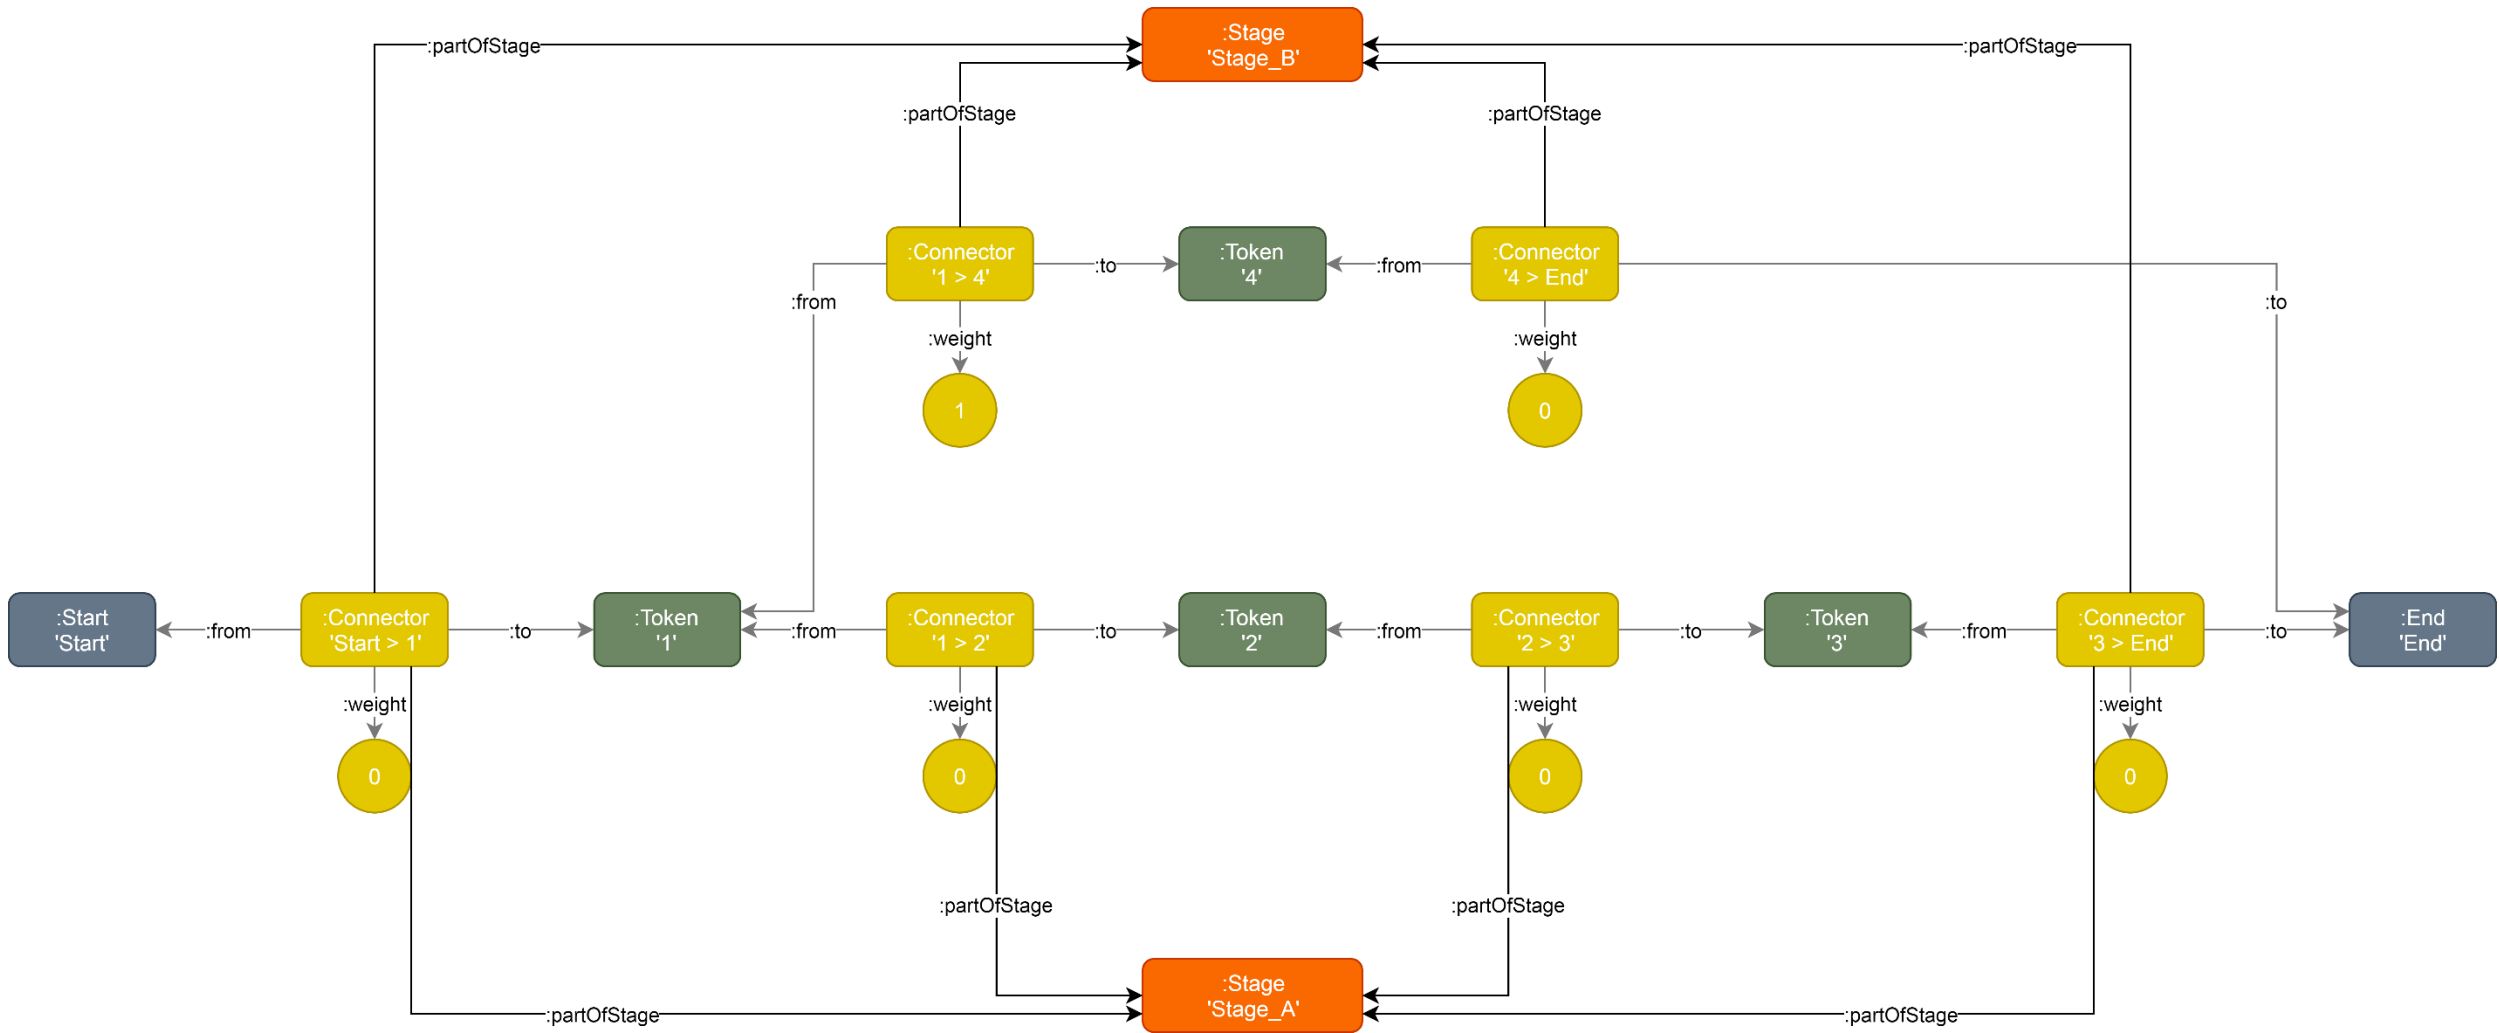 :Stage
'Stage_B'
:partOfStage
:partOfStage
:partOfStage
:partOfStage
:Connector
'1 > 4'
:to
:Token
'4'
:from
:Connector
'4 > End'
:from
:to
:weight
:weight
1
0
:Start
'Start'
:from
:Connector
'Start > 1'
:to
:Token
'1'
:from
:Connector
'1 > 2'
:to
:Token
'2'
:from
:Connector
'2 > 3'
:to
:Token
'3'
:from
:Connector
'3 > End'
:to
:End
'End'
:weight
:weight
:weight
:weight
0
0
0
0
:partOfStage
:partOfStage
:Stage
'Stage_A'
:partOfStage
:partOfStage